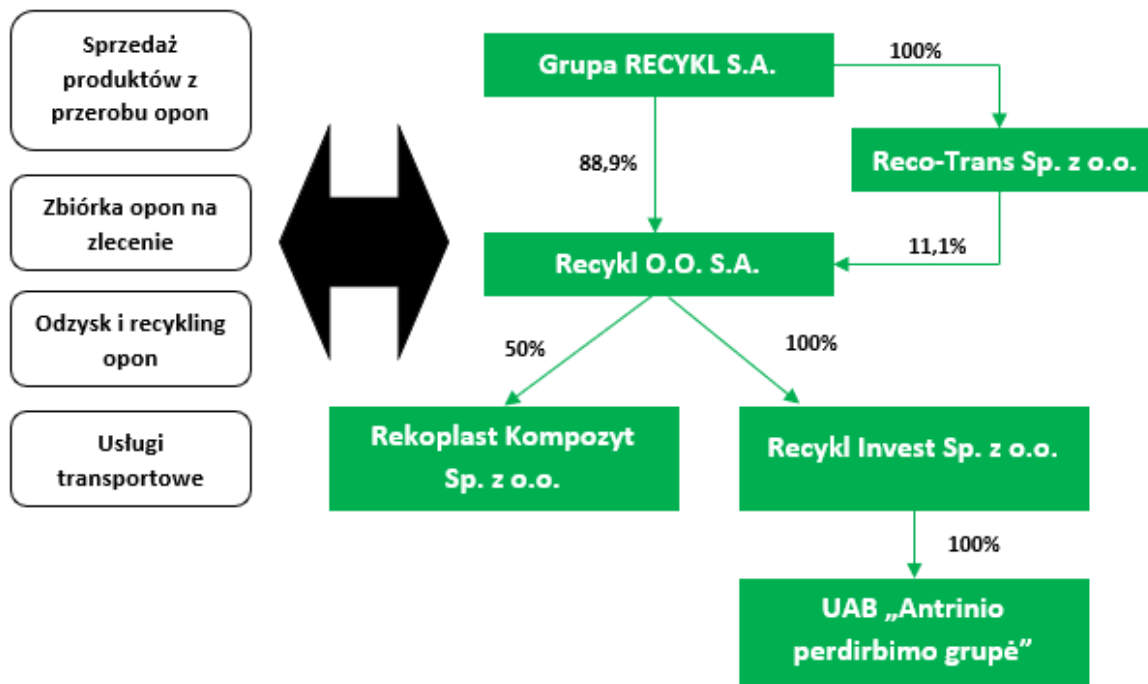 Sprzedaż
produktów z
przerobu opon
Zbiórka opon na
zlecenie
Odzysk i recykling
opon
Usługi
transportowe
Grupa RECYKL S.A.
100%
Reco-Trans Sp. z o.o.
88,9%
11,1%
Recykl O.O. S.A.
50%
100%
Rekoplast Kompozyt
Sp. z o.o.
Recykl Invest Sp. z o.o.
100%
UAB „Antrinio
perdirbimo grupė”